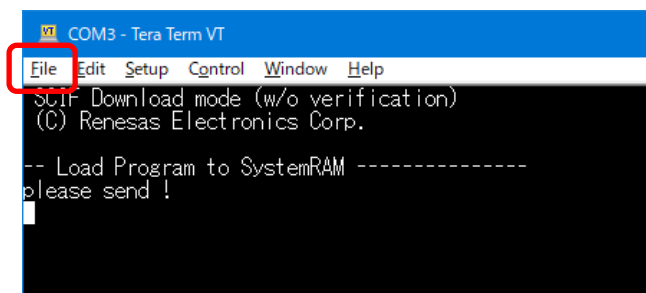 COM3 - Tera Term VT
File Edit Setup Control Window Help
SCIF Download mode (w/o verification)
(C) Renesas Electronics Corp.
-- Load Program to SystemRAM ---------------
please send !